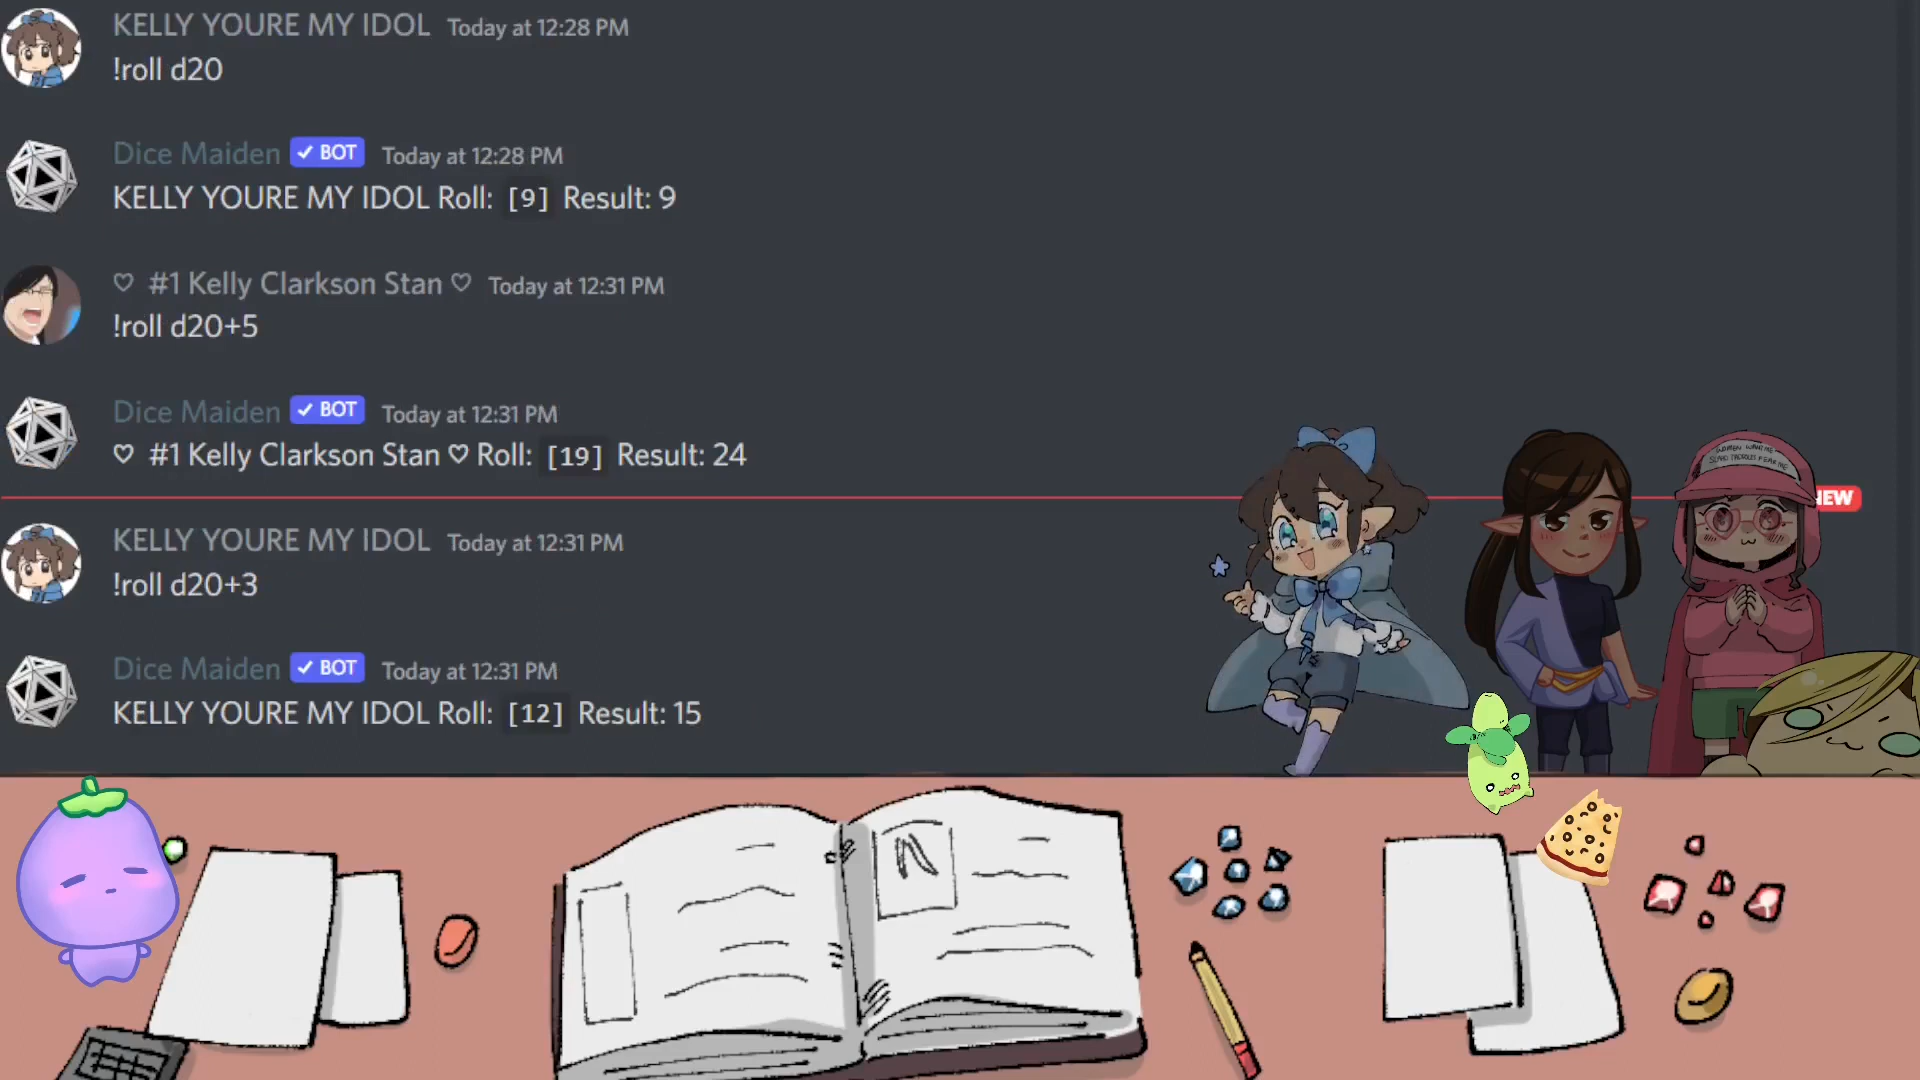 KELLY YOURE MY IDOL Today at 12:28 PM
!roll d20
Dice Maiden ✓ BOT Today at 12:28 PM
KELLY YOURE MY IDOL Roll: [9] Result: 9
♡ #1 Kelly Clarkson Stan ♡ Today at 12:31 PM
!roll d20+5
Dice Maiden ✓ BOT Today at 12:31 PM
♡ #1 Kelly Clarkson Stan ♡ Roll: [19] Result: 24
NEW
KELLY YOURE MY IDOL Today at 12:31 PM
!roll d20+3
Dice Maiden ✓ BOT Today at 12:31 PM
KELLY YOURE MY IDOL Roll: [12] Result: 15